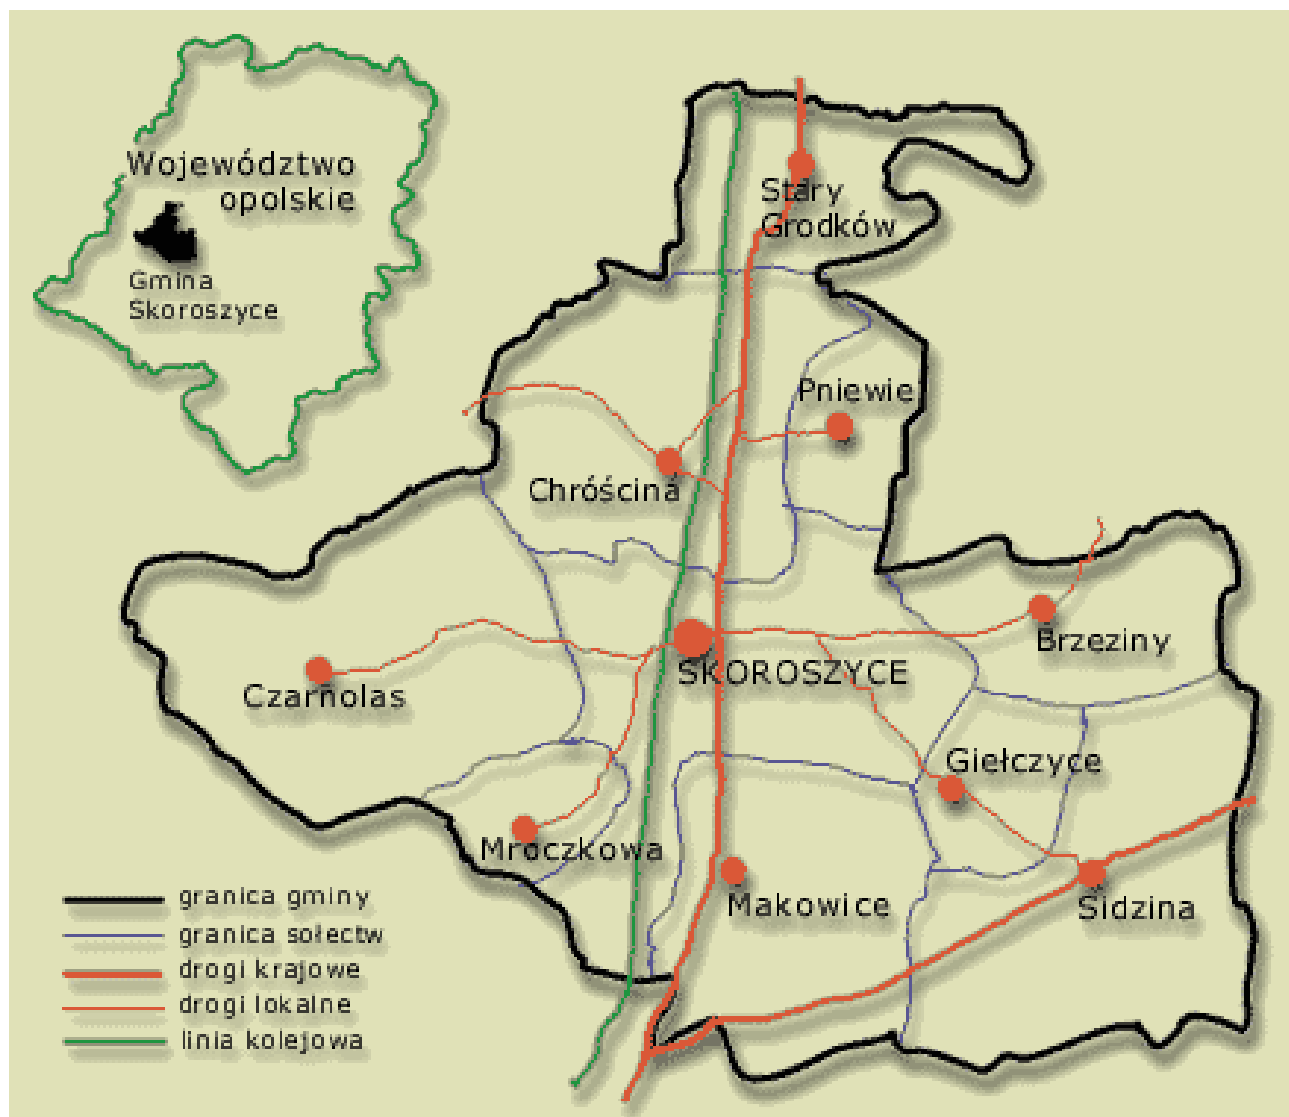 Województwo
opolskie
Gmina
Skoroszyce
Stary
Grodków
Pniewie
Chróścina
Brzeziny
SKOROSZYCE
Czarnolas
Giełczyce
Mroczkowa
Makowice
Sidzina
granica gminy
granica sołectw
drogi krajowe
drogi lokalne
linia kolejowa